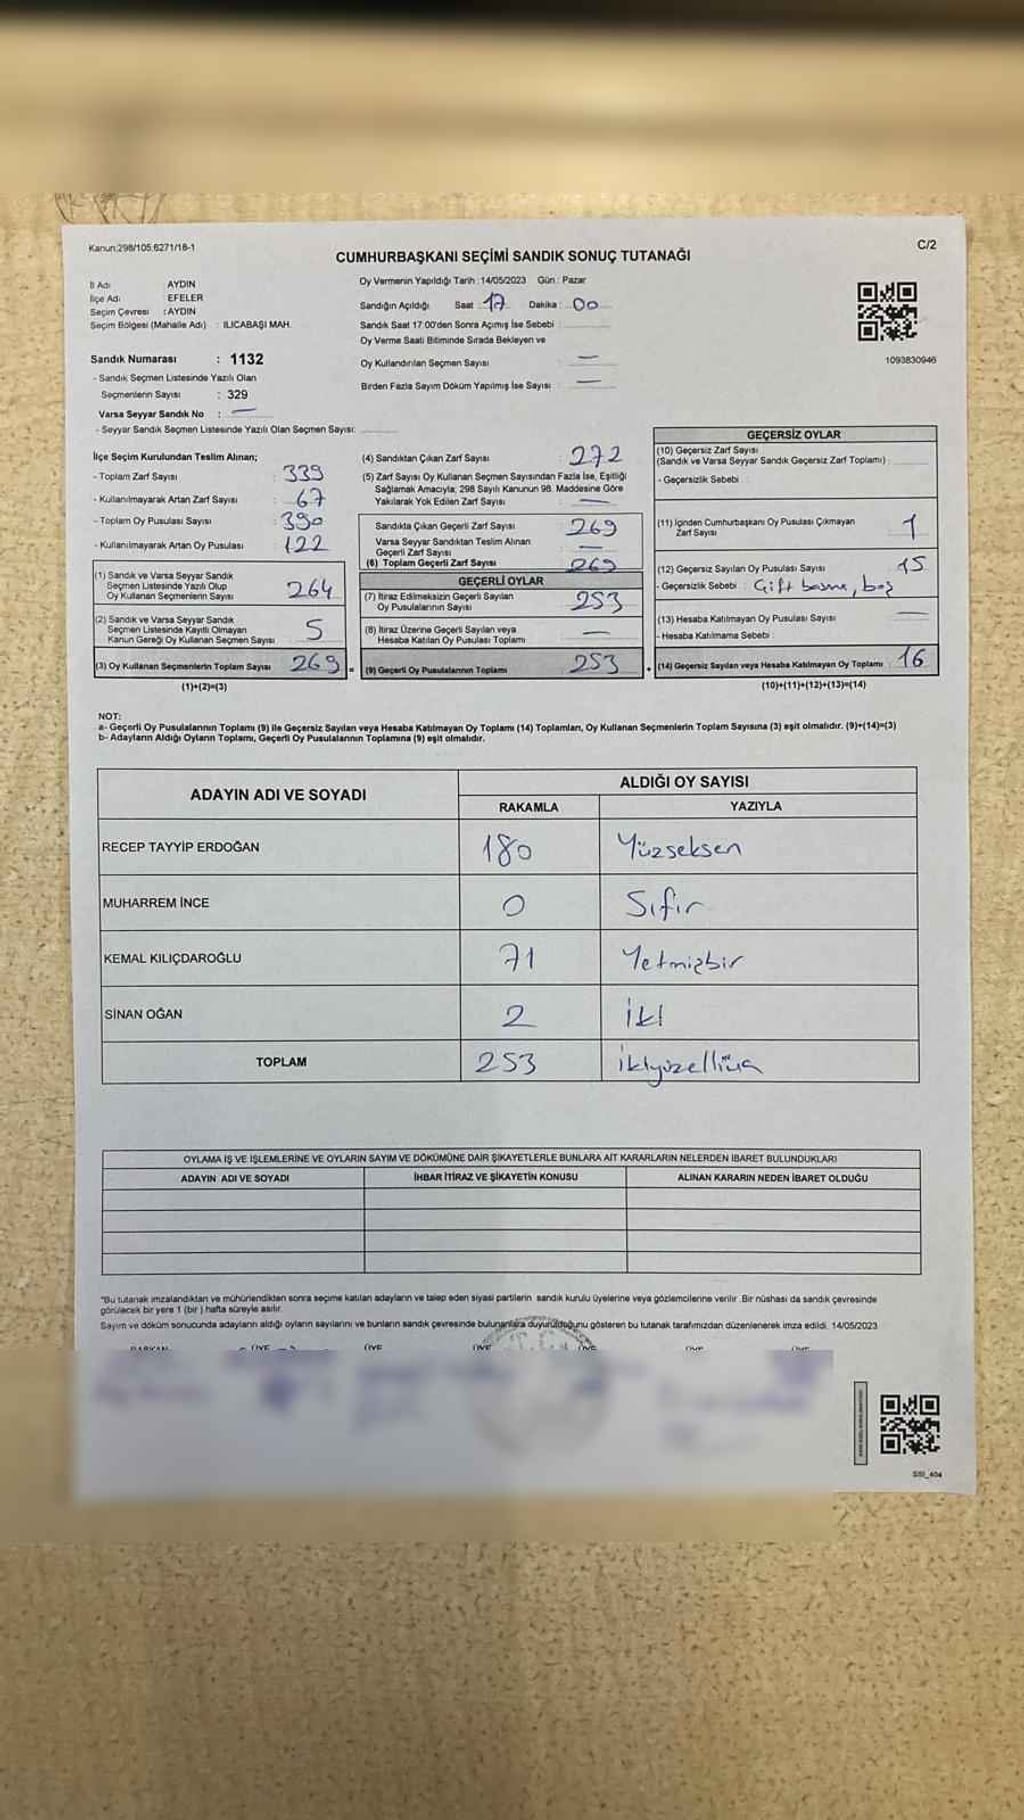 Kanun:298/105;6271/18-1
C/2
CUMHURBAŞKANI SEÇİMİ SANDIK SONUÇ TUTANAĞI
İl Adı AYDIN
İlçe Adı EFELER
Seçim Çevresi : AYDIN
Seçim Bölgesi (Mahalle Adı) : ILICABAŞI MAH.
Sandık Numarası : 1132
- Sandık Seçmen Listesinde Yazılı Olan
Seçmenlerin Sayısı : 329
Varsa Seyyar Sandık No : —
- Seyyar Sandık Seçmen Listesinde Yazılı Olan Seçmen Sayısı:
Oy Vermenin Yapıldığı Tarih : 14/05/2023 Gün : Pazar
Sandığın Açıldığı Saat : 17 Dakika : 00
Sandık Saat 17:00'den Sonra Açımış İse Sebebi
Oy Verme Saati Bitiminde Sırada Bekleyen ve
Oy Kullandırılan Seçmen Sayısı —
Birden Fazla Sayım Döküm Yapılmış İse Sayısı —
1093830946
İlçe Seçim Kurulundan Teslim Alınan;
- Toplam Zarf Sayısı : 339
- Kullanılmayarak Artan Zarf Sayısı : 67
- Toplam Oy Pusulası Sayısı : 390
- Kullanılmayarak Artan Oy Pusulası : 122
(1) Sandık ve Varsa Seyyar Sandık
Seçmen Listesinde Yazılı Olup
Oy Kullanan Seçmenlerin Sayısı 264
(2) Sandık ve Varsa Seyyar Sandık
Seçmen Listesinde Kayıtlı Olmayan
Kanun Gereği Oy Kullanan Seçmen Sayısı 5
(3) Oy Kullanan Seçmenlerin Toplam Sayısı 269 =
(1)+(2)=(3)
(4) Sandıktan Çıkan Zarf Sayısı 272
(5) Zarf Sayısı Oy Kullanan Seçmen Sayısından Fazla İse, Eşitliği
Sağlamak Amacıyla, 298 Sayılı Kanunun 98. Maddesine Göre
Yakılarak Yok Edilen Zarf Sayısı —
Sandıkta Çıkan Geçerli Zarf Sayısı 269
Varsa Seyyar Sandıktan Teslim Alınan
Geçerli Zarf Sayısı —
(6) Toplam Geçerli Zarf Sayısı 269
GEÇERLİ OYLAR
(7) İtiraz Edilmeksizin Geçerli Sayılan
Oy Pusulalarının Sayısı 253
(8) İtiraz Üzerine Geçerli Sayılan veya
Hesaba Katılan Oy Pusulası Toplamı —
(9) Geçerli Oy Pusulalarının Toplamı 253 +
GEÇERSİZ OYLAR
(10) Geçersiz Zarf Sayısı
(Sandık ve Varsa Seyyar Sandık Geçersiz Zarf Toplamı) :
- Geçersizlik Sebebi :
(11) İçinden Cumhurbaşkanı Oy Pusulası Çıkmayan
Zarf Sayısı 1
(12) Geçersiz Sayılan Oy Pusulası Sayısı 15
- Geçersizlik Sebebi : Çift basma, boş
(13) Hesaba Katılmayan Oy Pusulası Sayısı —
- Hesaba Katılmama Sebebi :
(14) Geçersiz Sayılan veya Hesaba Katılmayan Oy Toplamı 16
(10)+(11)+(12)+(13)=(14)
NOT:
a- Geçerli Oy Pusulalarının Toplamı (9) ile Geçersiz Sayılan veya Hesaba Katılmayan Oy Toplamı (14) Toplamları, Oy Kullanan Seçmenlerin Toplam Sayısına (3) eşit olmalıdır. (9)+(14)=(3)
b- Adayların Aldığı Oyların Toplamı, Geçerli Oy Pusulalarının Toplamına (9) eşit olmalıdır.
ADAYIN ADI VE SOYADI
ALDIĞI OY SAYISI
RAKAMLA YAZIYLA
RECEP TAYYİP ERDOĞAN 180 Yüzseksen
MUHARREM İNCE 0 Sıfır
KEMAL KILIÇDAROĞLU 71 Yetmişbir
SİNAN OĞAN 2 İki
TOPLAM 253
OYLAMA İŞ VE İŞLEMLERİNE VE OYLARIN SAYIM VE DÖKÜMÜNE DAİR ŞİKAYETLERLE BUNLARA AİT KARARLARIN NELERDEN İBARET BULUNDUKLARI
ADAYIN ADI VE SOYADI İHBAR İTİRAZ VE ŞİKAYETİN KONUSU ALINAN KARARIN NEDEN İBARET OLDUĞU
*Bu tutanak imzalandıktan ve mühürlendikten sonra seçime katılan adayların ve talep eden siyasi partilerin sandık kurulu üyelerine veya gözlemcilerine verilir. Bir nüshası da sandık çevresinde
görülecek bir yere 1 (bir ) hafta süreyle asılır.
Sayım ve döküm sonucunda adayların aldığı oyların sayılarını ve bunların sandık çevresinde bulunanlara duyurulduğunu gösteren bu tutanak tarafımızdan düzenlenerek imza edildi. 14/05/2023
BAŞKAN ÜYE ÜYE ÜYE ÜYE ÜYE ÜYE
SSI_404